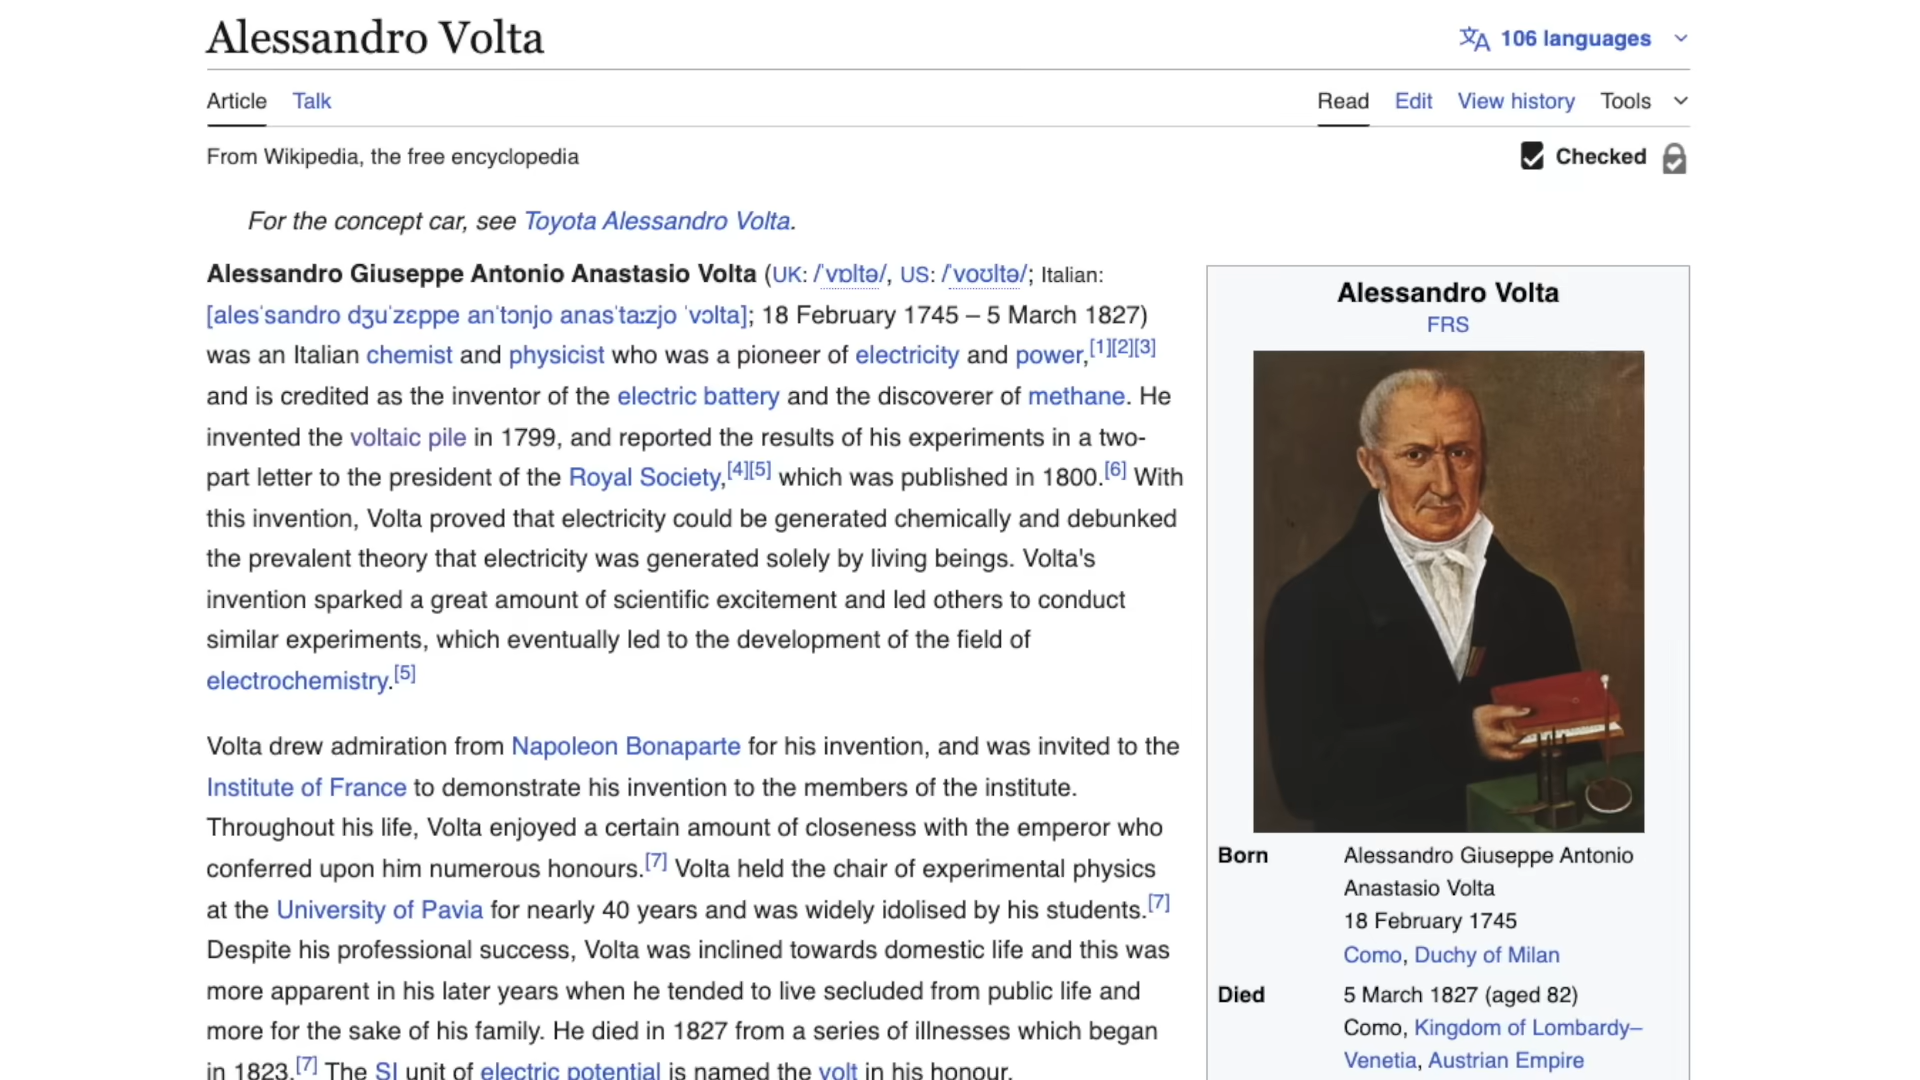 Alessandro Volta
106 languages
Article Talk
Read Edit View history Tools
From Wikipedia, the free encyclopedia
Checked
For the concept car, see Toyota Alessandro Volta.
Alessandro Giuseppe Antonio Anastasio Volta (UK: /ˈvɒltə/, US: /ˈvoʊltə/; Italian:
[alesˈsandro dʒuˈzɛppe anˈtɔnjo anasˈtaːzjo ˈvɔlta]; 18 February 1745 – 5 March 1827)
was an Italian chemist and physicist who was a pioneer of electricity and power,[1][2][3]
and is credited as the inventor of the electric battery and the discoverer of methane. He
invented the voltaic pile in 1799, and reported the results of his experiments in a two-
part letter to the president of the Royal Society,[4][5] which was published in 1800.[6] With
this invention, Volta proved that electricity could be generated chemically and debunked
the prevalent theory that electricity was generated solely by living beings. Volta's
invention sparked a great amount of scientific excitement and led others to conduct
similar experiments, which eventually led to the development of the field of
electrochemistry.[5]
Volta drew admiration from Napoleon Bonaparte for his invention, and was invited to the
Institute of France to demonstrate his invention to the members of the institute.
Throughout his life, Volta enjoyed a certain amount of closeness with the emperor who
conferred upon him numerous honours.[7] Volta held the chair of experimental physics
at the University of Pavia for nearly 40 years and was widely idolised by his students.[7]
Despite his professional success, Volta was inclined towards domestic life and this was
more apparent in his later years when he tended to live secluded from public life and
more for the sake of his family. He died in 1827 from a series of illnesses which began
in 1823.[7] The SI unit of electric potential is named the volt in his honour.
Alessandro Volta
FRS
Born Alessandro Giuseppe Antonio
Anastasio Volta
18 February 1745
Como, Duchy of Milan
Died 5 March 1827 (aged 82)
Como, Kingdom of Lombardy–
Venetia, Austrian Empire